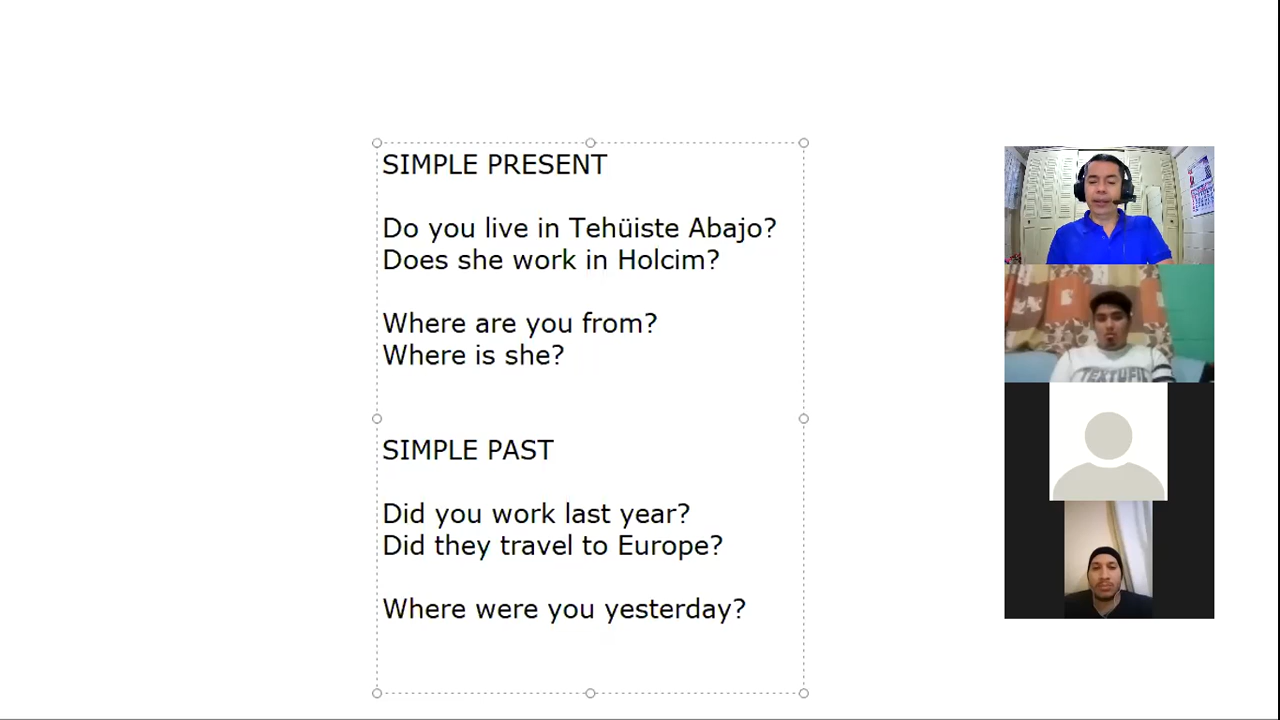 SIMPLE PRESENT
Do you live in Tehüiste Abajo?
Does she work in Holcim?
Where are you from?
Where is she?
SIMPLE PAST
Did you work last year?
Did they travel to Europe?
Where were you yesterday?
TEXTUFIL